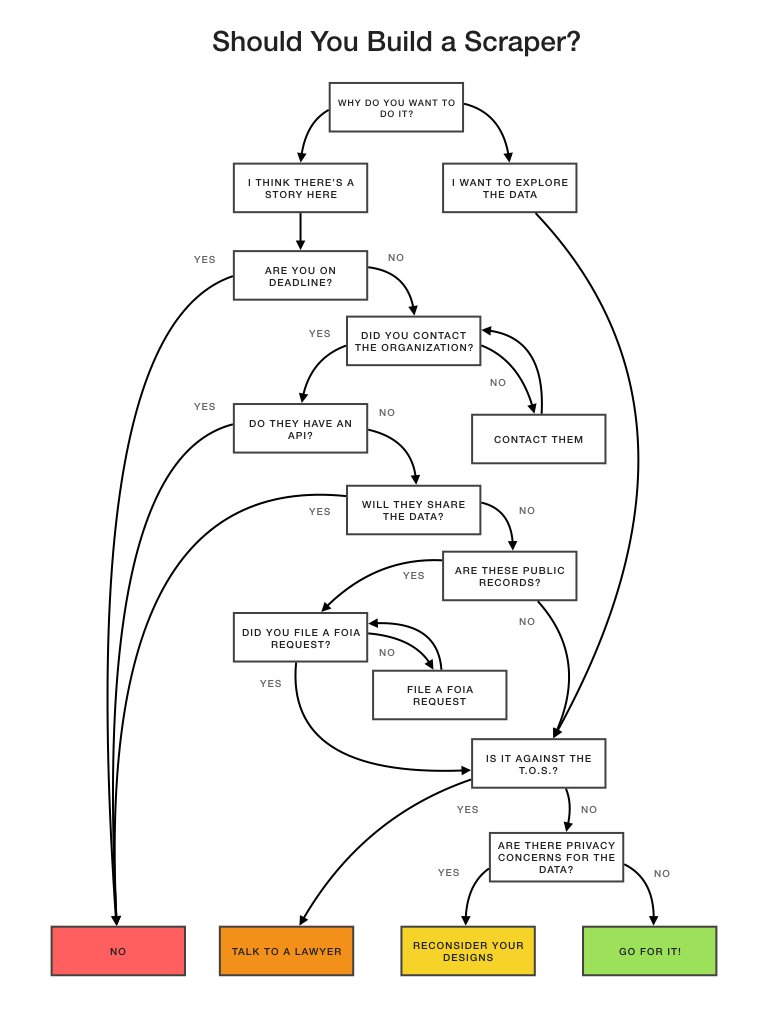 Should You Build a Scraper?
WHY DO YOU WANT TO
DO IT?
I THINK THERE'S A
STORY HERE
I WANT TO EXPLORE
THE DATA
YES
ARE YOU ON
DEADLINE?
NO
YES
DID YOU CONTACT
THE ORGANIZATION?
NO
CONTACT THEM
YES
DO THEY HAVE AN
API?
NO
YES
WILL THEY SHARE
THE DATA?
NO
YES
ARE THESE PUBLIC
RECORDS?
NO
DID YOU FILE A FOIA
REQUEST?
NO
YES
FILE A FOIA
REQUEST
IS IT AGAINST THE
T.O.S.?
YES
NO
ARE THERE PRIVACY
CONCERNS FOR THE
DATA?
YES
NO
NO
TALK TO A LAWYER
RECONSIDER YOUR
DESIGNS
GO FOR IT!